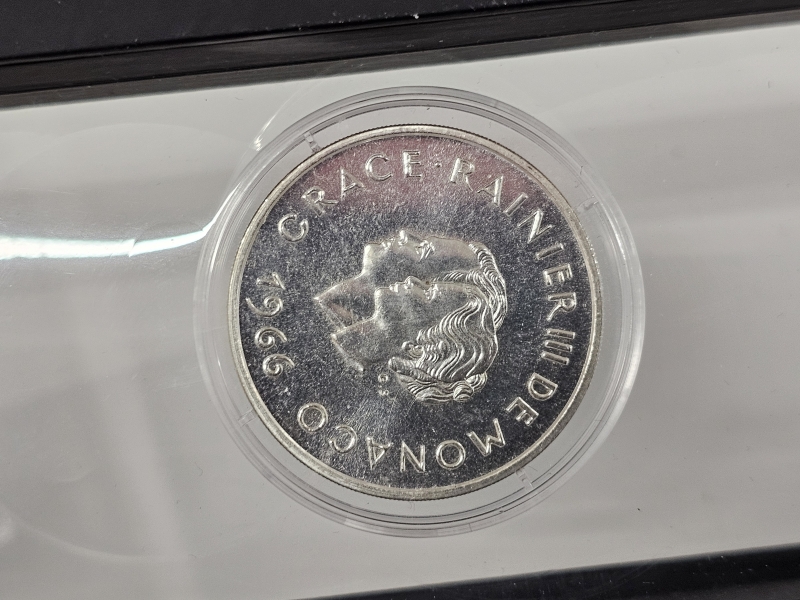 GRACE · RAINIER III DE MONACO
1966